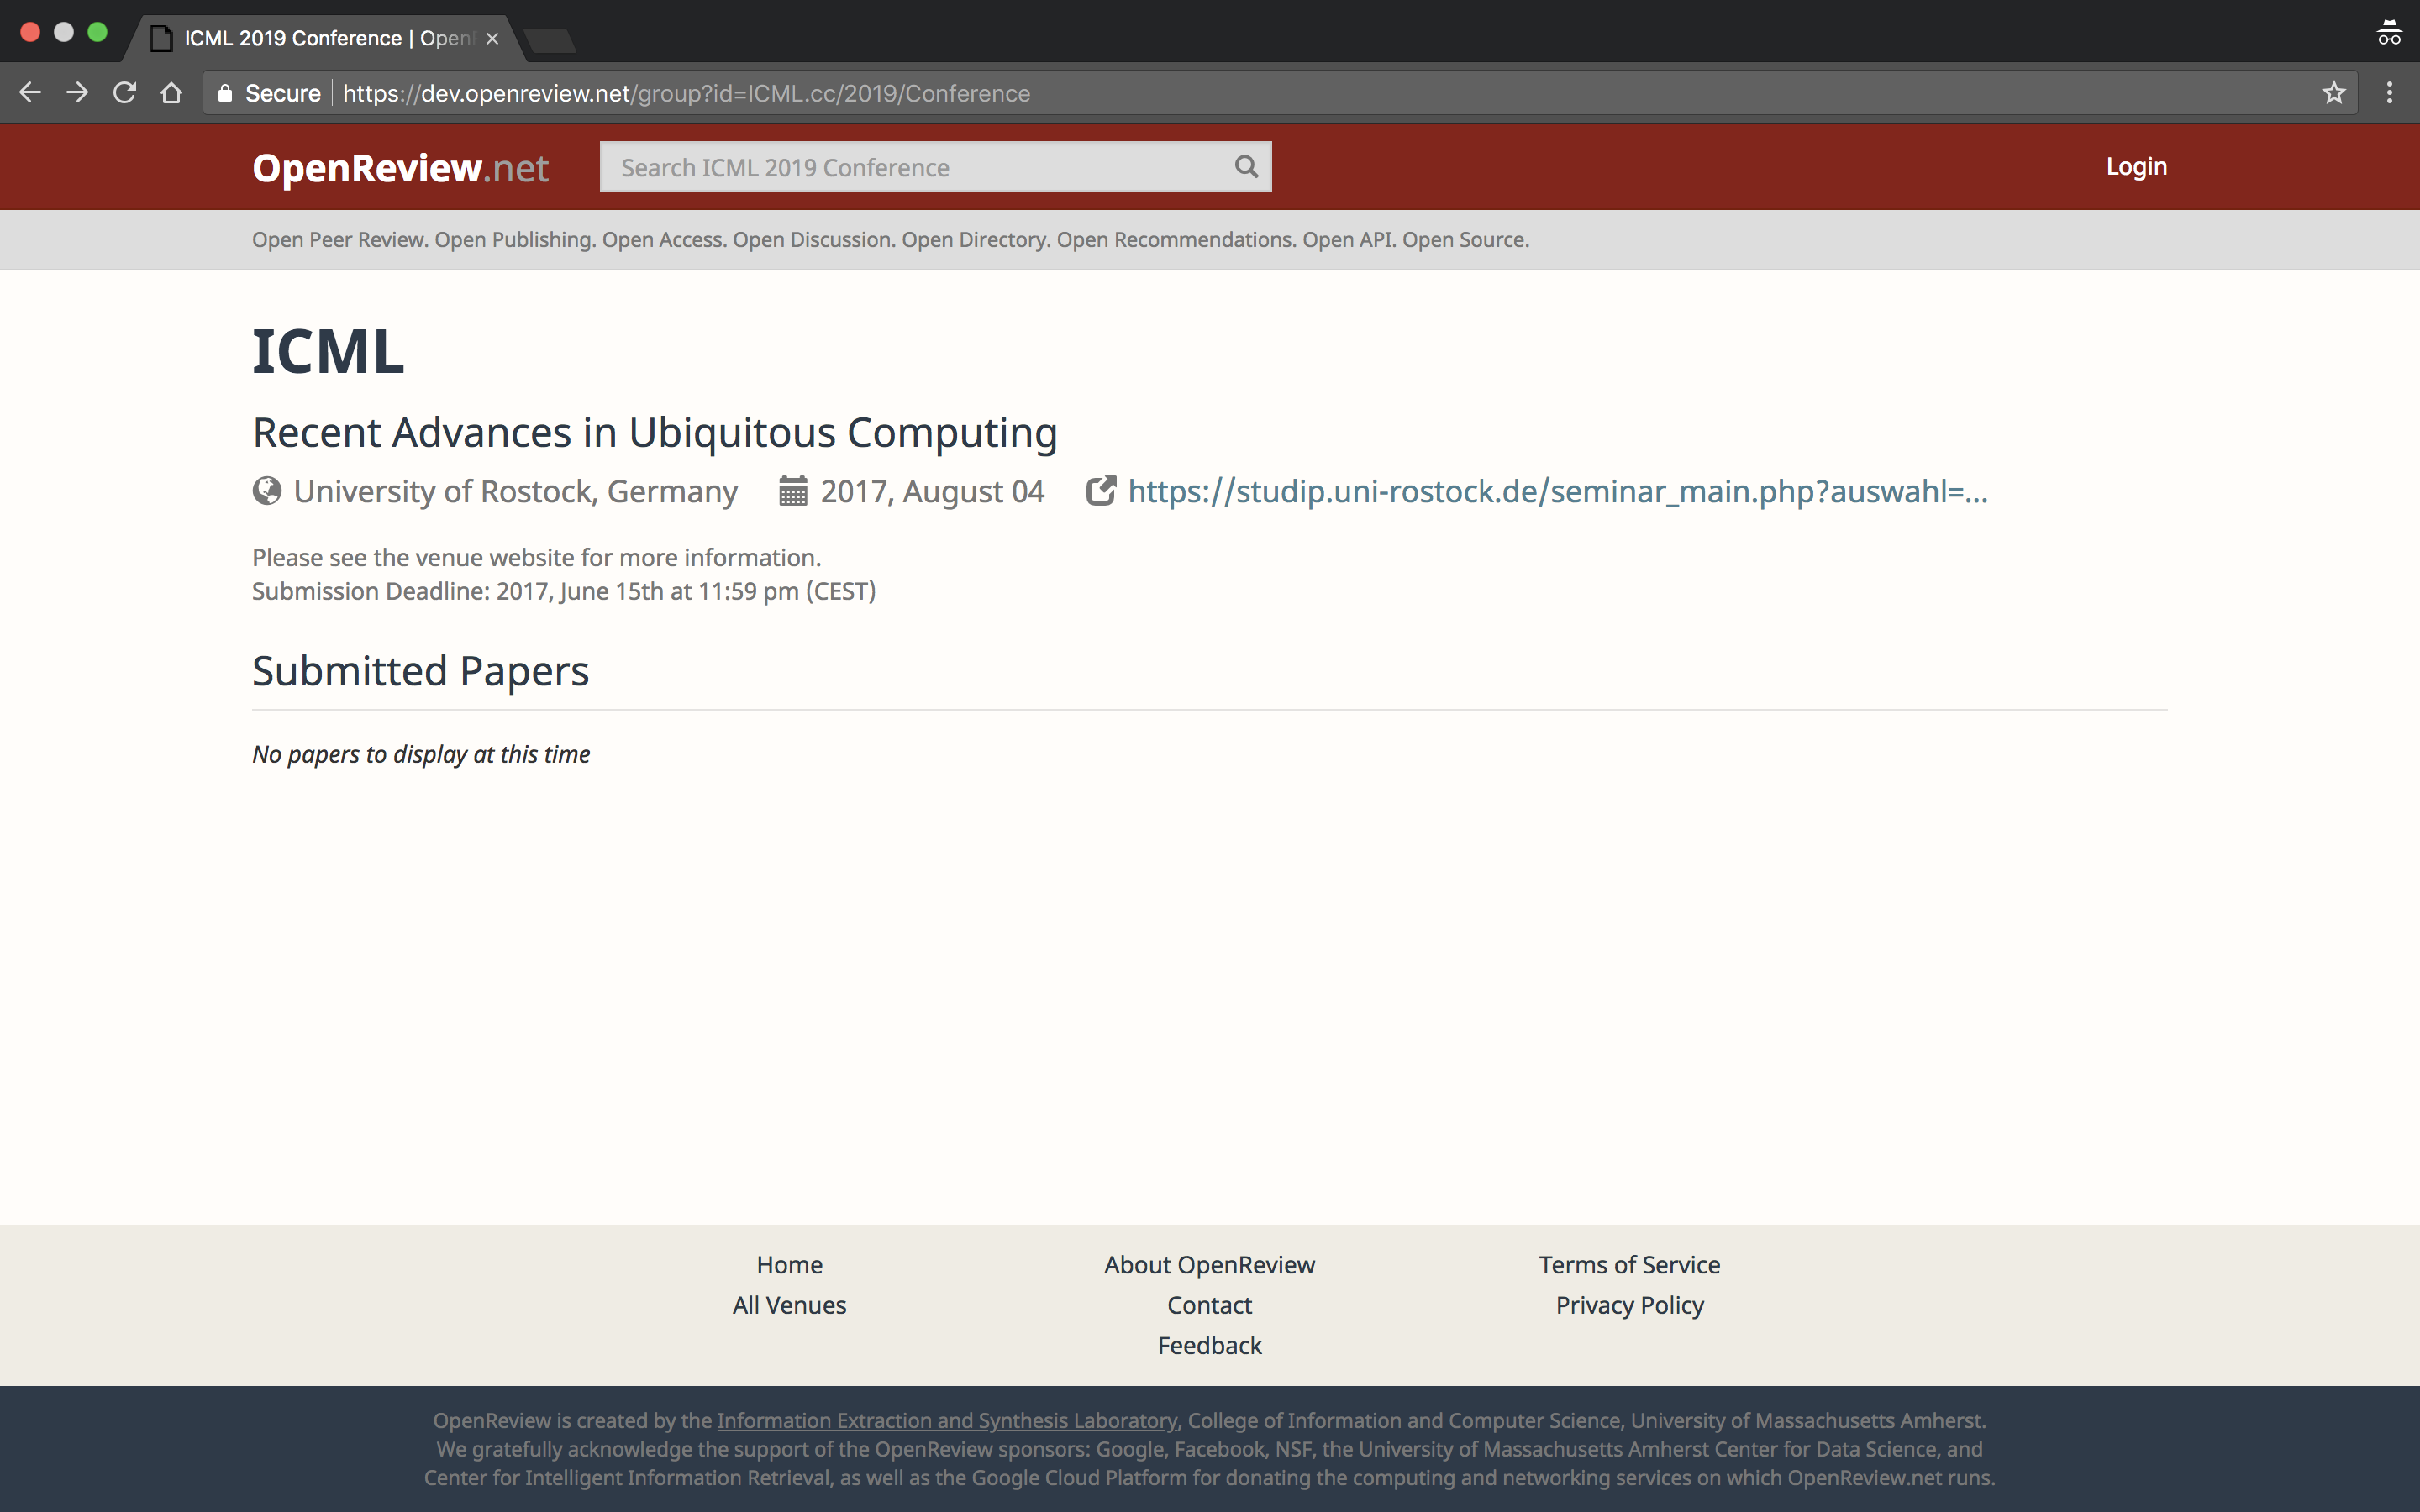 ICML 2019 Conference | Open
Secure https://dev.openreview.net/group?id=ICML.cc/2019/Conference
OpenReview.net Search ICML 2019 Conference Login
Open Peer Review. Open Publishing. Open Access. Open Discussion. Open Directory. Open Recommendations. Open API. Open Source.
ICML
Recent Advances in Ubiquitous Computing
University of Rostock, Germany 2017, August 04 https://studip.uni-rostock.de/seminar_main.php?auswahl=...
Please see the venue website for more information.
Submission Deadline: 2017, June 15th at 11:59 pm (CEST)
Submitted Papers
No papers to display at this time
Home About OpenReview Terms of Service
All Venues Contact Privacy Policy
Feedback
OpenReview is created by the Information Extraction and Synthesis Laboratory, College of Information and Computer Science, University of Massachusetts Amherst.
We gratefully acknowledge the support of the OpenReview sponsors: Google, Facebook, NSF, the University of Massachusetts Amherst Center for Data Science, and
Center for Intelligent Information Retrieval, as well as the Google Cloud Platform for donating the computing and networking services on which OpenReview.net runs.